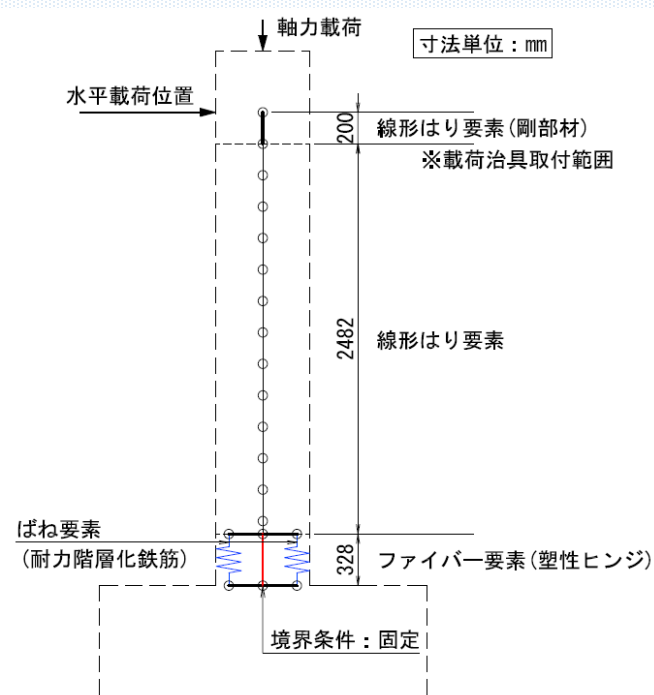 軸力載荷
寸法単位：mm
水平載荷位置
200
線形はり要素(剛部材)
※載荷治具取付範囲
2482
線形はり要素
ばね要素
(耐力階層化鉄筋)
328
ファイバー要素(塑性ヒンジ)
境界条件：固定